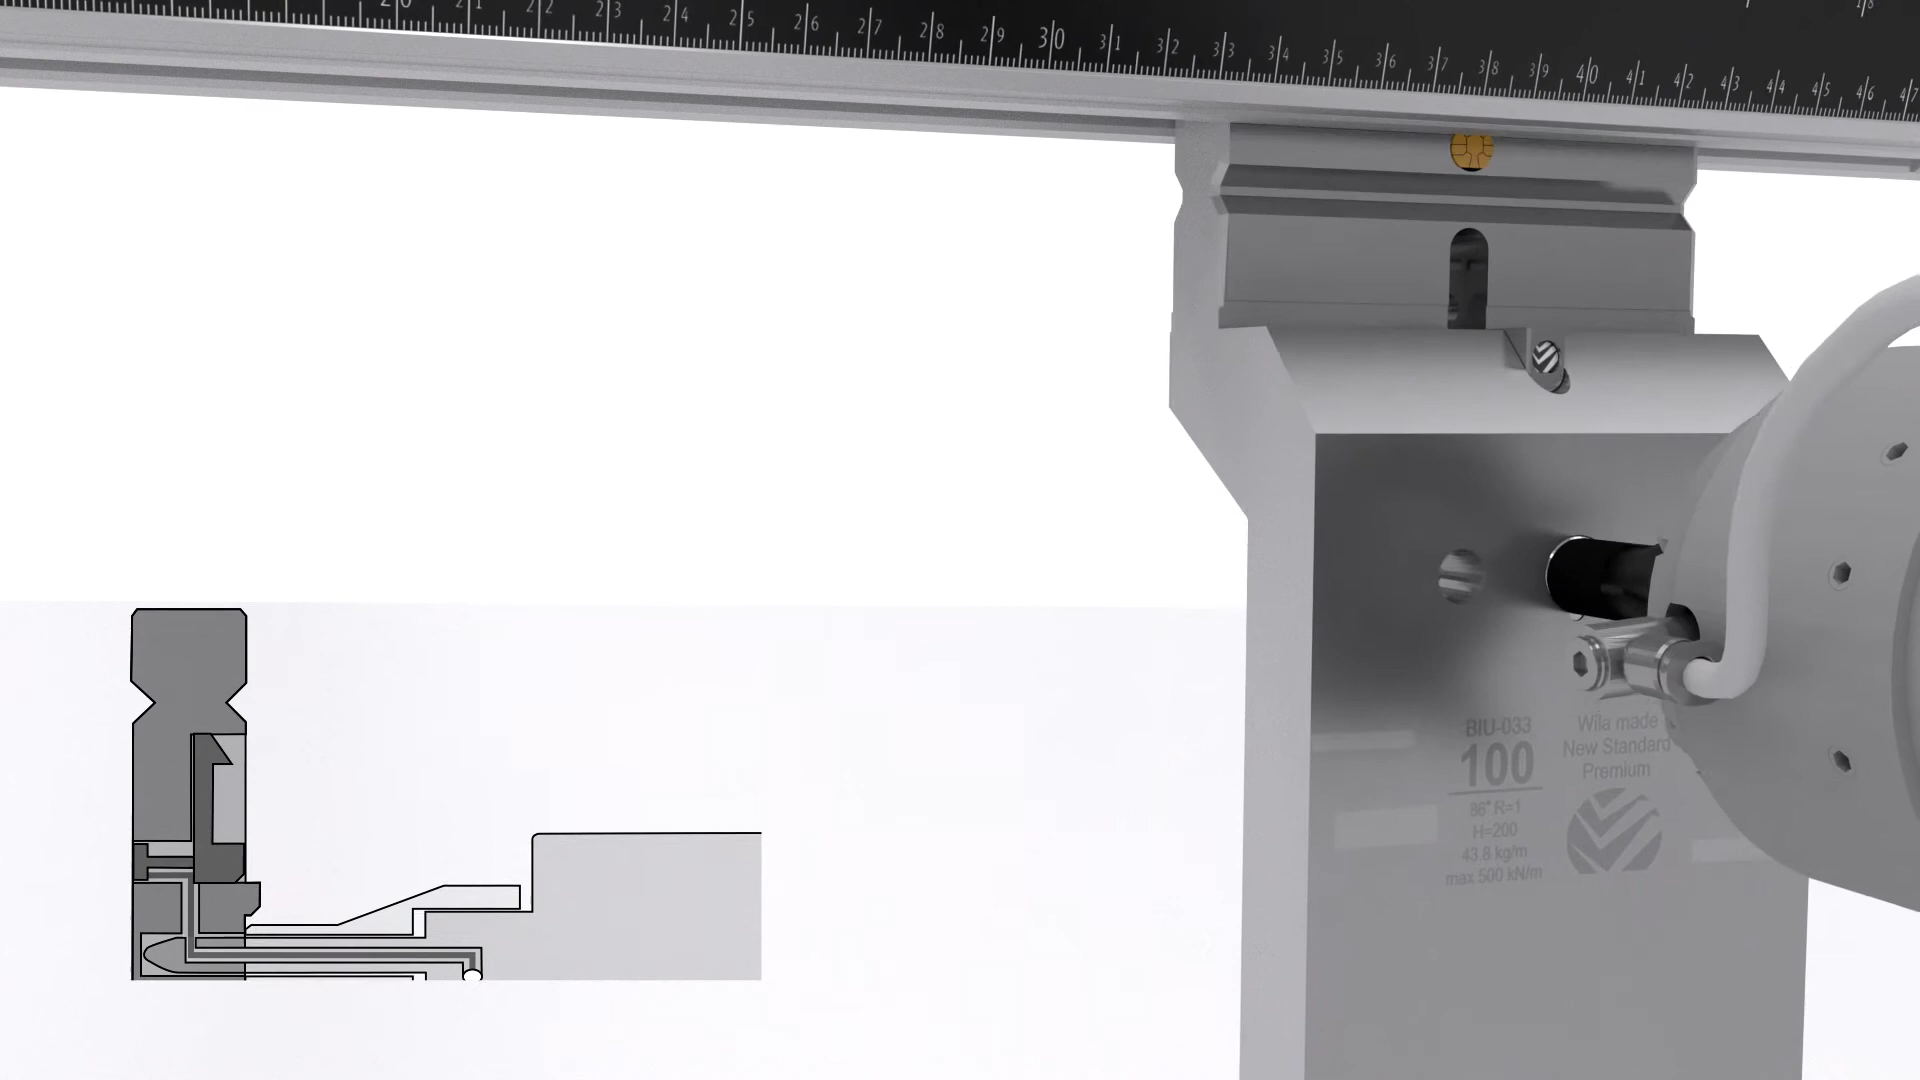 20 21 22 23 24 25 26 27 28 29 30 31 32 33 34 35 36 37 38 39 40 41 42 43 44 45 46 47
BIU-033
100
86° R=1
H=200
43.8 kg/m
max 500 kN/m
Wila made
New Standard
Premium